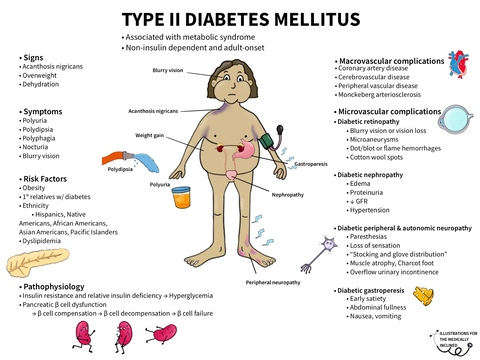 TYPE II DIABETES MELLITUS
• Associated with metabolic syndrome
• Non-insulin dependent and adult-onset
• Signs
• Acanthosis nigricans
• Overweight
• Dehydration
• Symptoms
• Polyuria
• Polydipsia
• Polyphagia
• Nocturia
• Blurry vision
• Risk Factors
• Obesity
• 1° relatives w/ diabetes
• Ethnicity
• Hispanics, Native
Americans, African Americans,
Asian Americans, Pacific Islanders
• Dyslipidemia
• Pathophysiology
• Insulin resistance and relative insulin deficiency → Hyperglycemia
• Pancreatic β cell dysfunction
→ β cell compensation → β cell decompensation → β cell failure
Blurry vision
Acanthosis nigricans
Weight gain
Polydipsia
Polyuria
Gastroparesis
Nephropathy
Peripheral neuropathy
• Macrovascular complications
• Coronary artery disease
• Cerebrovascular disease
• Peripheral vascular disease
• Monckeberg arteriosclerosis
• Microvascular complications
• Diabetic retinopathy
• Blurry vision or vision loss
• Microaneurysms
• Dot/blot or flame hemorrhages
• Cotton wool spots
• Diabetic nephropathy
• Edema
• Proteinuria
• ↓ GFR
• Hypertension
• Diabetic peripheral & autonomic neuropathy
• Paresthesias
• Loss of sensation
• "Stocking and glove distribution"
• Muscle atrophy, Charcot foot
• Overflow urinary incontinence
• Diabetic gastroparesis
• Early satiety
• Abdominal fullness
• Nausea, vomiting
ILLUSTRATIONS FOR
THE MEDICALLY
INCLINED